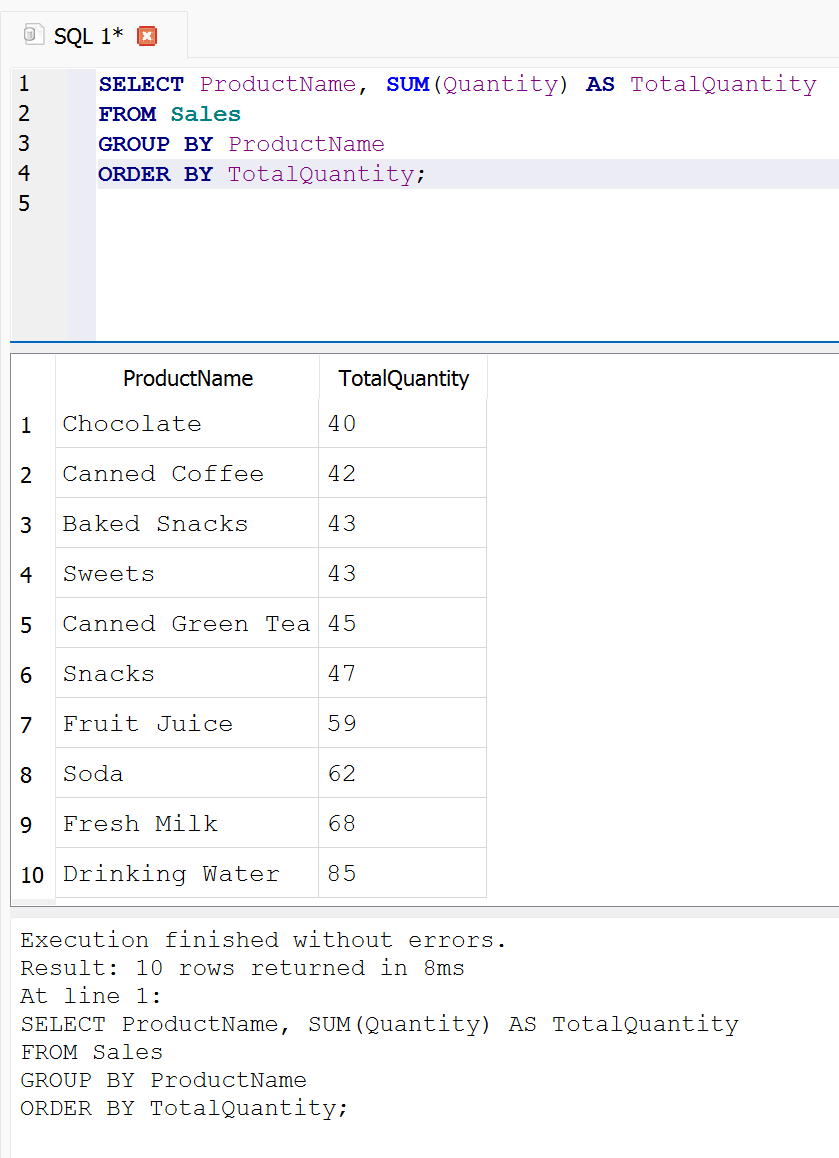 SQL 1*
1 SELECT ProductName, SUM(Quantity) AS TotalQuantity
2 FROM Sales
3 GROUP BY ProductName
4 ORDER BY TotalQuantity;
5
ProductName TotalQuantity
1 Chocolate 40
2 Canned Coffee 42
3 Baked Snacks 43
4 Sweets 43
5 Canned Green Tea 45
6 Snacks 47
7 Fruit Juice 59
8 Soda 62
9 Fresh Milk 68
10 Drinking Water 85
Execution finished without errors.
Result: 10 rows returned in 8ms
At line 1:
SELECT ProductName, SUM(Quantity) AS TotalQuantity
FROM Sales
GROUP BY ProductName
ORDER BY TotalQuantity;